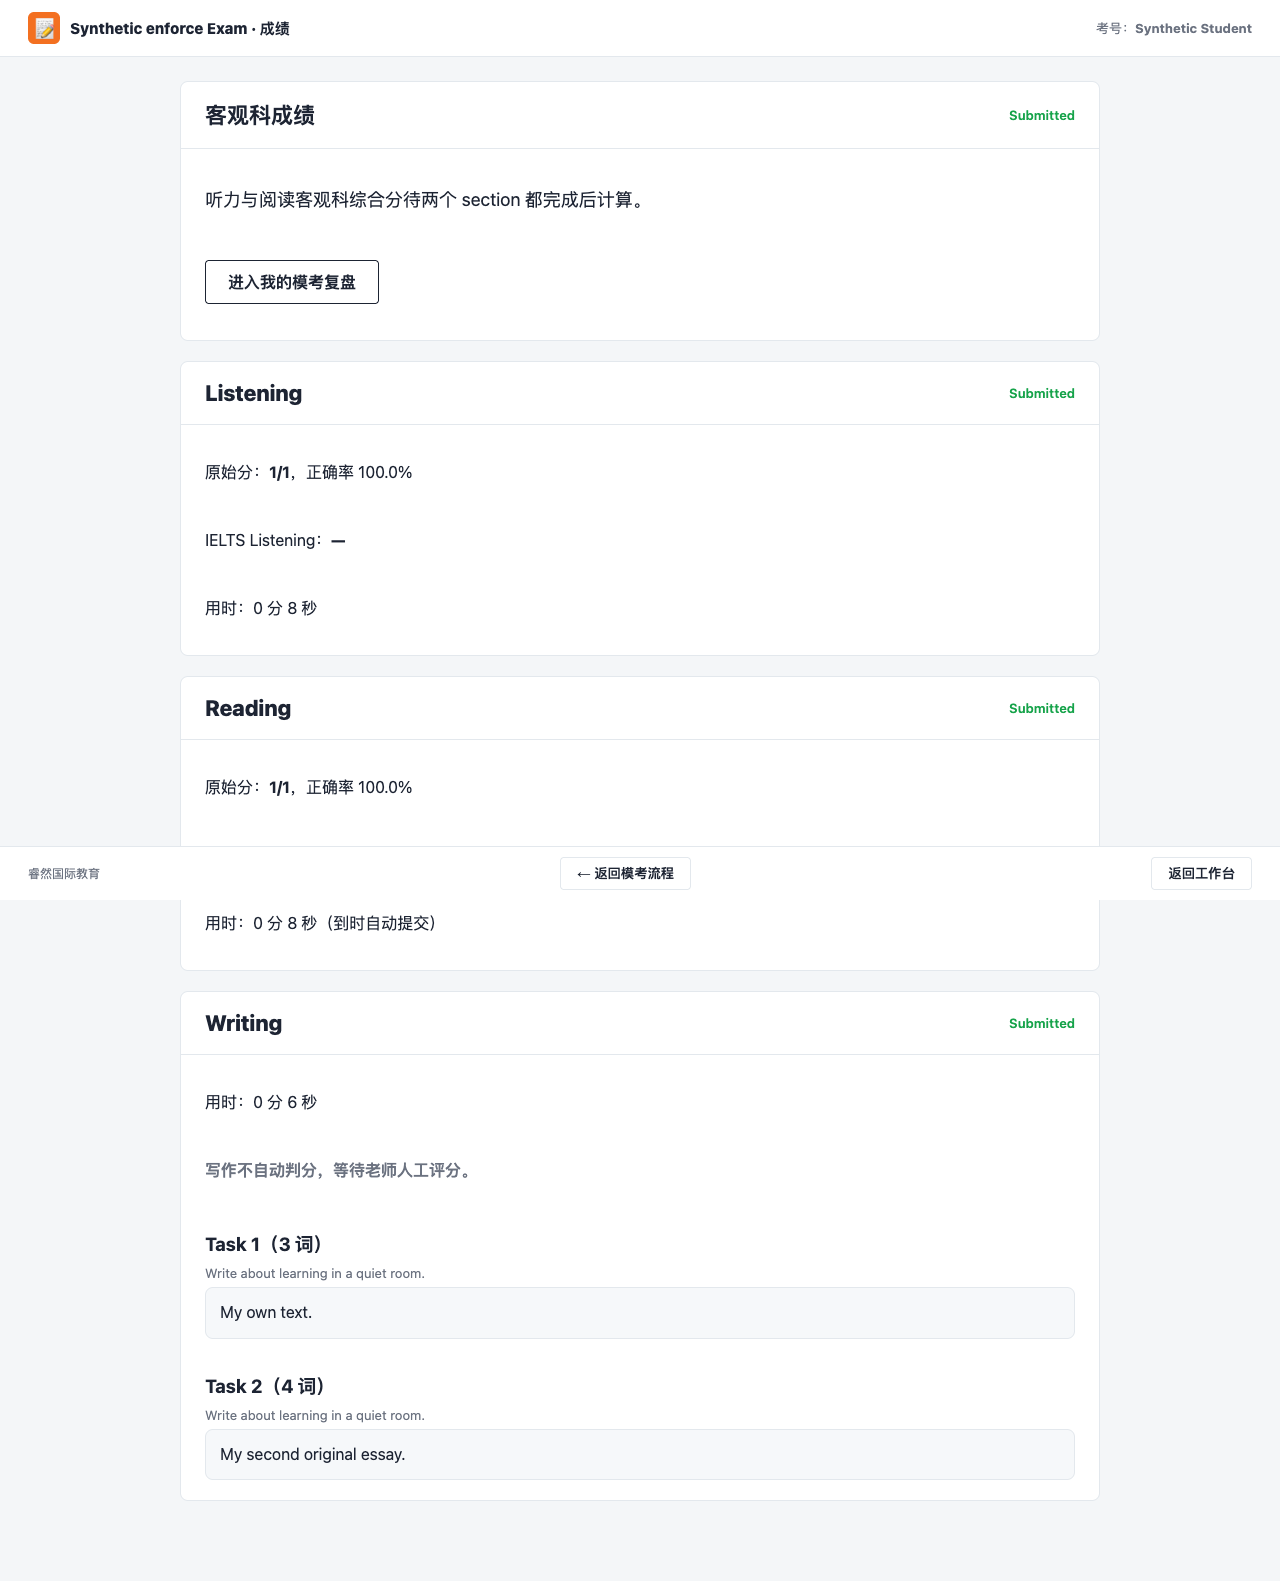 Synthetic enforce Exam · 成绩
考号：Synthetic Student
客观科成绩
Submitted
听力与阅读客观科综合分待两个 section 都完成后计算。
进入我的模考复盘
Listening
Submitted
原始分：1/1，正确率 100.0%
IELTS Listening：—
用时：0 分 8 秒
Reading
Submitted
原始分：1/1，正确率 100.0%
睿然国际教育
← 返回模考流程
返回工作台
用时：0 分 8 秒（到时自动提交）
Writing
Submitted
用时：0 分 6 秒
写作不自动判分，等待老师人工评分。
Task 1（3 词）
Write about learning in a quiet room.
My own text.
Task 2（4 词）
Write about learning in a quiet room.
My second original essay.